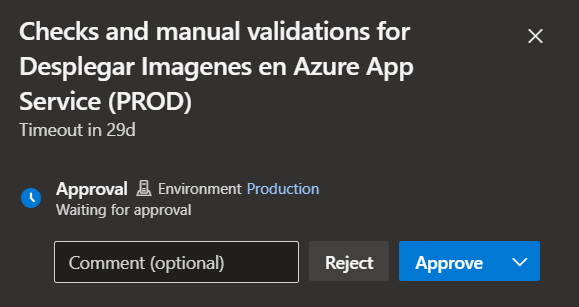 Checks and manual validations for
Desplegar Imagenes en Azure App
Service (PROD)
Timeout in 29d
Approval Environment Production
Waiting for approval
Comment (optional) Reject Approve